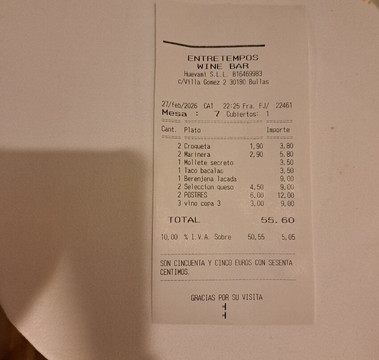 ENTRETEMPOS
WINE BAR
Huevami S.L.L. B16469983
c/Villa Gomez 2 30180 Bullas
27/feb/2026 CA1 22:25 Fra. FJ/ 22461
Mesa : 7 Cubiertos: 1
Cant. Plato Importe
2 Croqueta 1,90 3,80
2 Marinera 2,90 5,80
1 Mollete secreto 3,50
1 Taco bacalau 3,50
1 Berenjena lacada 9,00
2 Seleccion queso 4,50 9,00
2 POSTRES 6,00 12,00
3 vino copa 3 3,00 9,00
TOTAL 55.60
10,00 % I.V.A. Sobre 50,55 5,05
SON CINCUENTA Y CINCO EUROS CON SESENTA
CENTIMOS.
GRACIAS POR SU VISITA